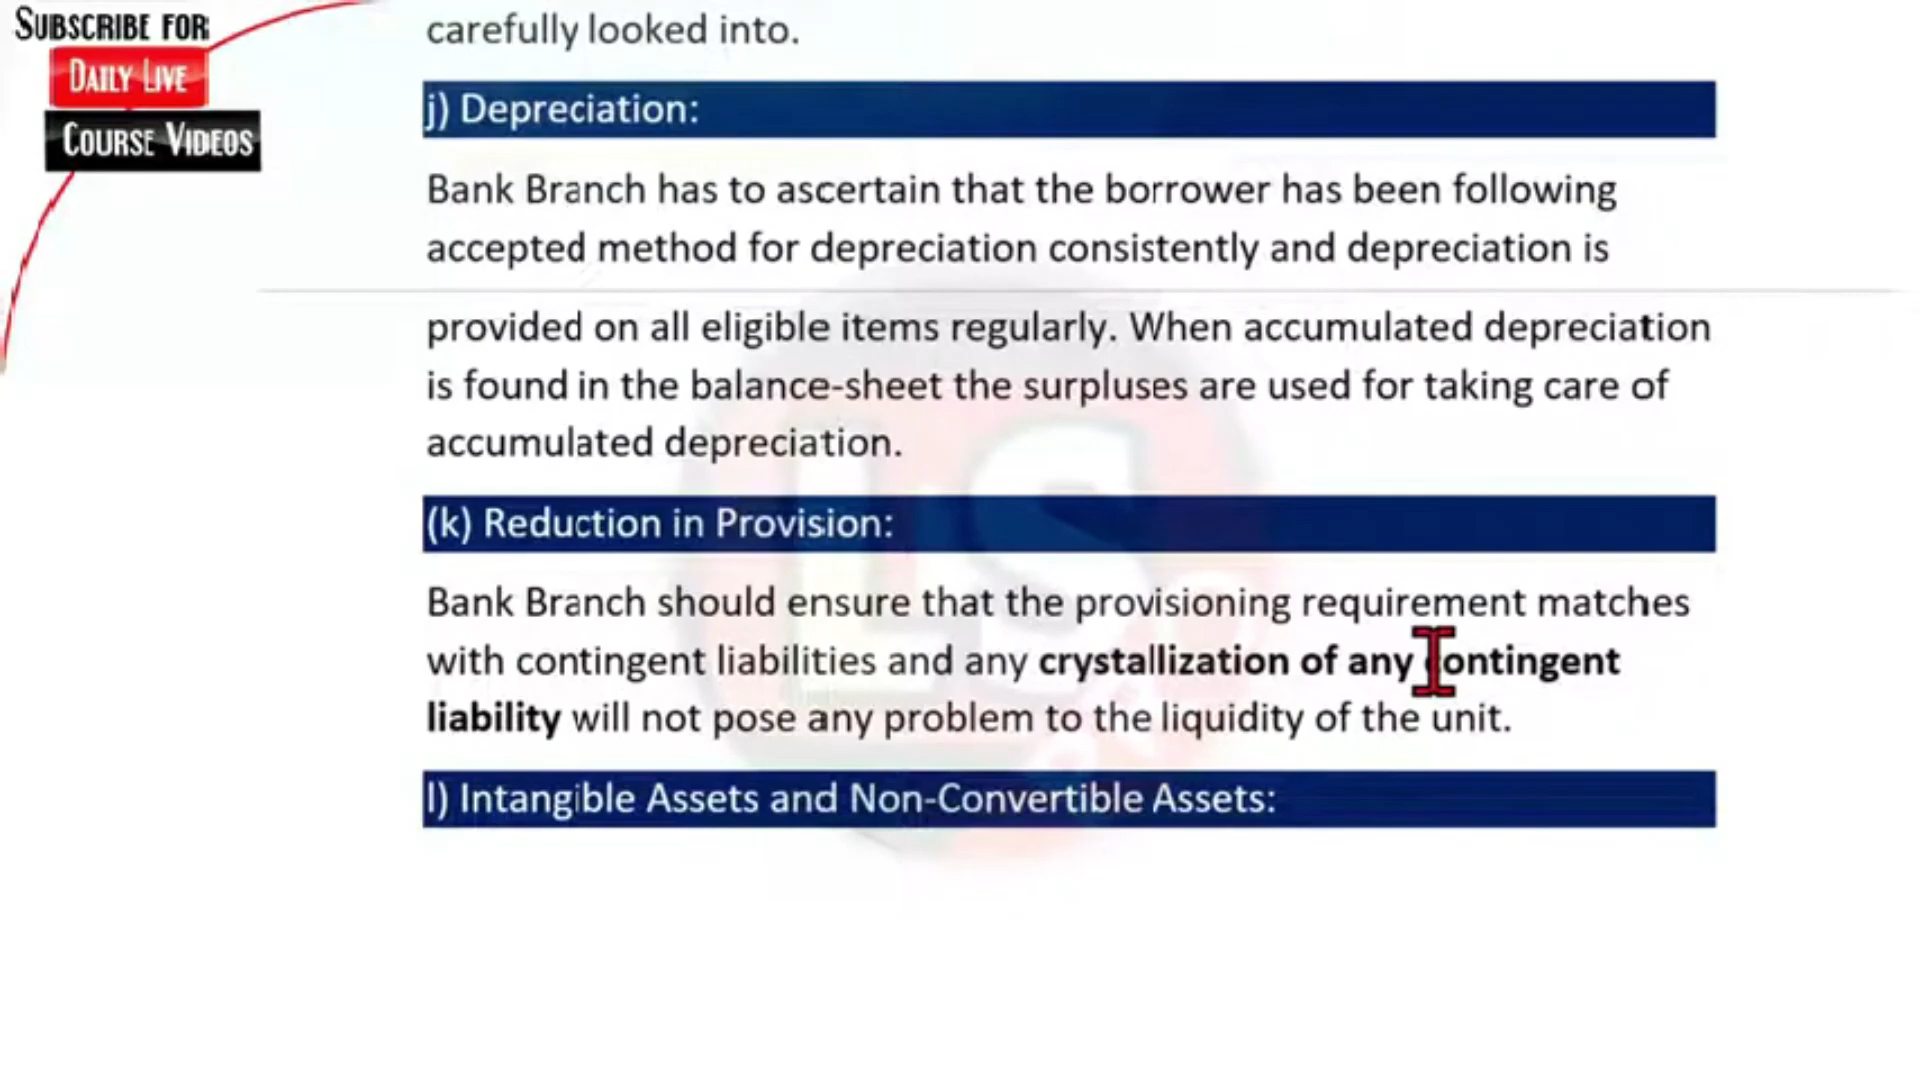 SUBSCRIBE FOR
DAILY LIVE
COURSE VIDEOS
carefully looked into.
j) Depreciation:
Bank Branch has to ascertain that the borrower has been following
accepted method for depreciation consistently and depreciation is
provided on all eligible items regularly. When accumulated depreciation
is found in the balance-sheet the surpluses are used for taking care of
accumulated depreciation.
(k) Reduction in Provision:
Bank Branch should ensure that the provisioning requirement matches
with contingent liabilities and any crystallization of any contingent
liability will not pose any problem to the liquidity of the unit.
l) Intangible Assets and Non-Convertible Assets:
LS